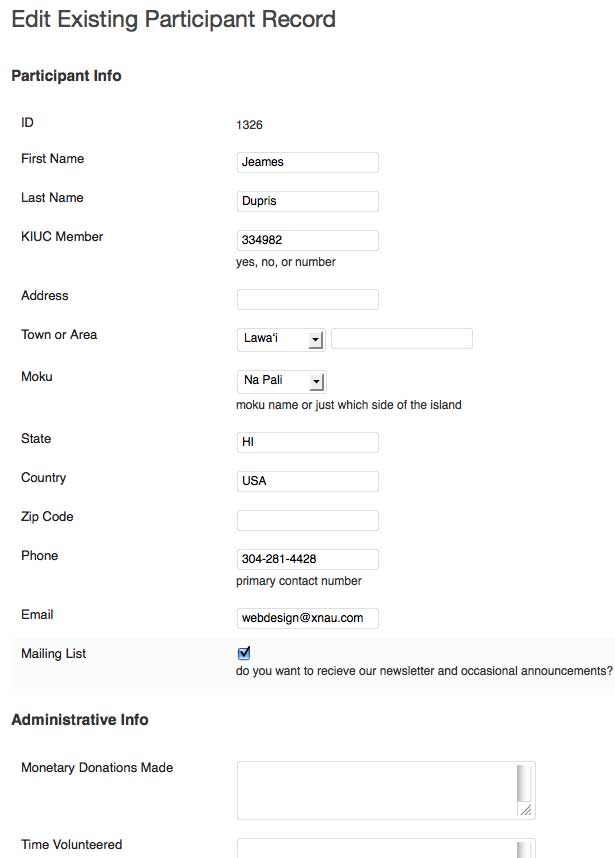 Edit Existing Participant Record
Participant Info
ID 1326
First Name Jeames
Last Name Dupris
KIUC Member 334982
yes, no, or number
Address
Town or Area Lawaʻi
Moku Na Pali
moku name or just which side of the island
State HI
Country USA
Zip Code
Phone 304-281-4428
primary contact number
Email webdesign@xnau.com
Mailing List
do you want to recieve our newsletter and occasional announcements?
Administrative Info
Monetary Donations Made
Time Volunteered